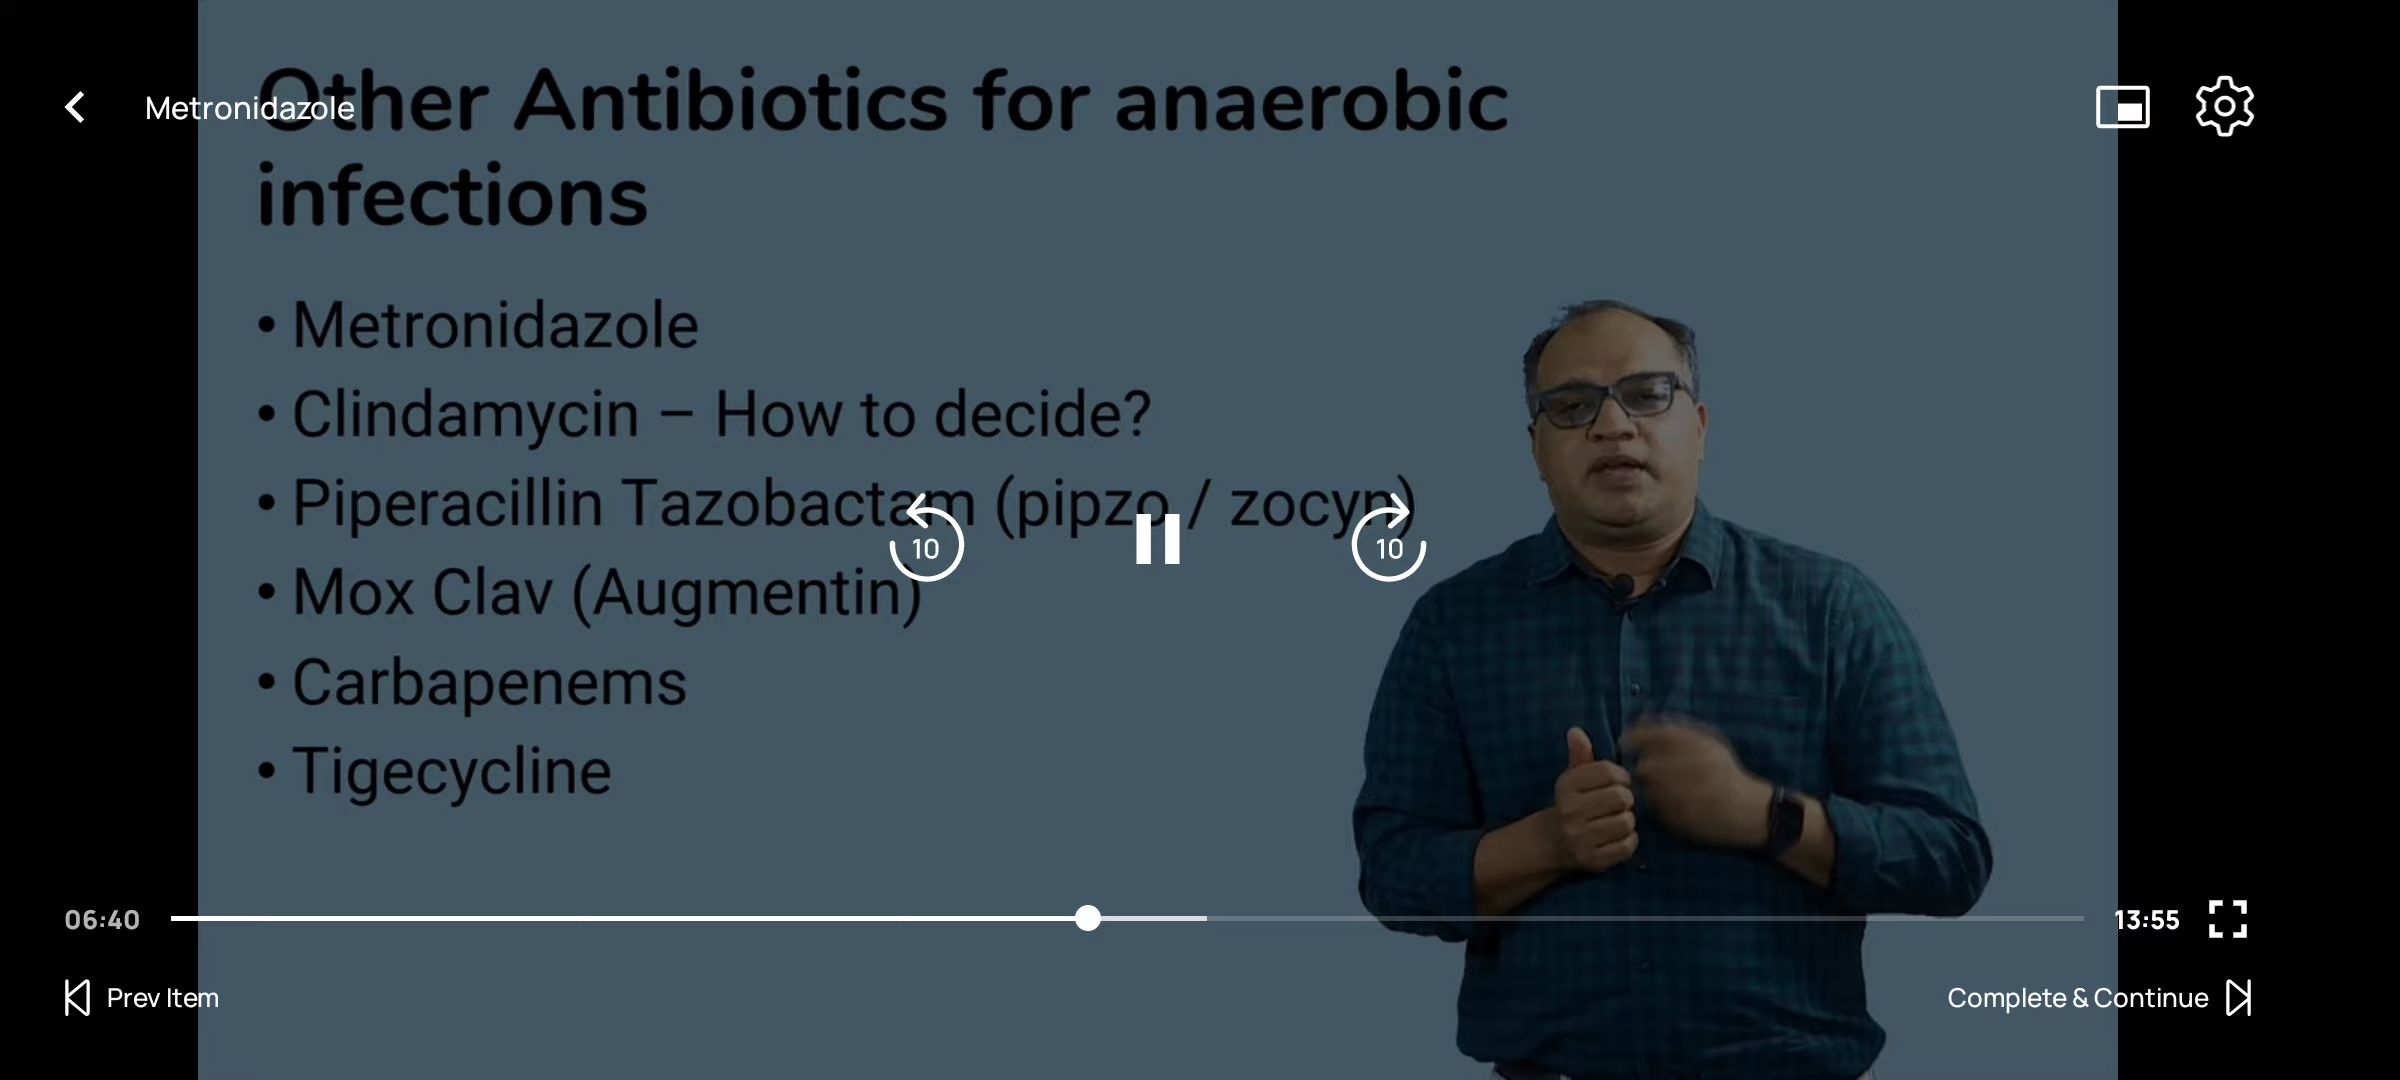 Metronidazole
Other Antibiotics for anaerobic
infections
• Metronidazole
• Clindamycin – How to decide?
• Piperacillin Tazobactam (pipzo / zocyn)
• Mox Clav (Augmentin)
• Carbapenems
• Tigecycline
10
10
06:40
13:55
Prev Item
Complete & Continue